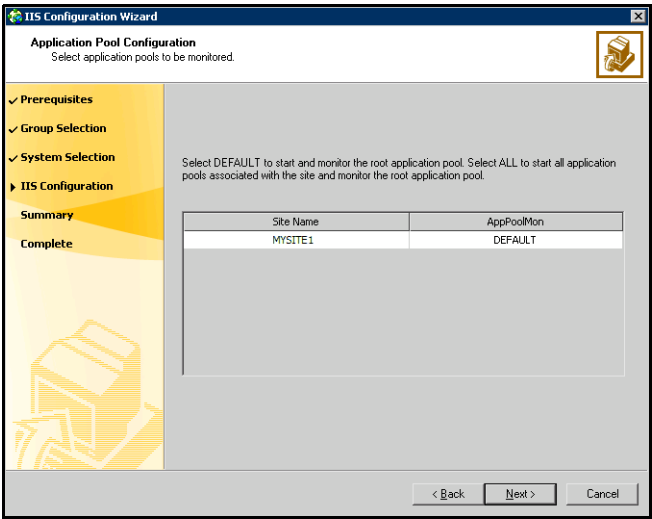 IIS Configuration Wizard
Application Pool Configuration
Select application pools to be monitored.
Prerequisites
Group Selection
System Selection
IIS Configuration
Summary
Complete
Select DEFAULT to start and monitor the root application pool. Select ALL to start all application
pools associated with the site and monitor the root application pool.
Site Name AppPoolMon
MYSITE1 DEFAULT
< Back Next > Cancel